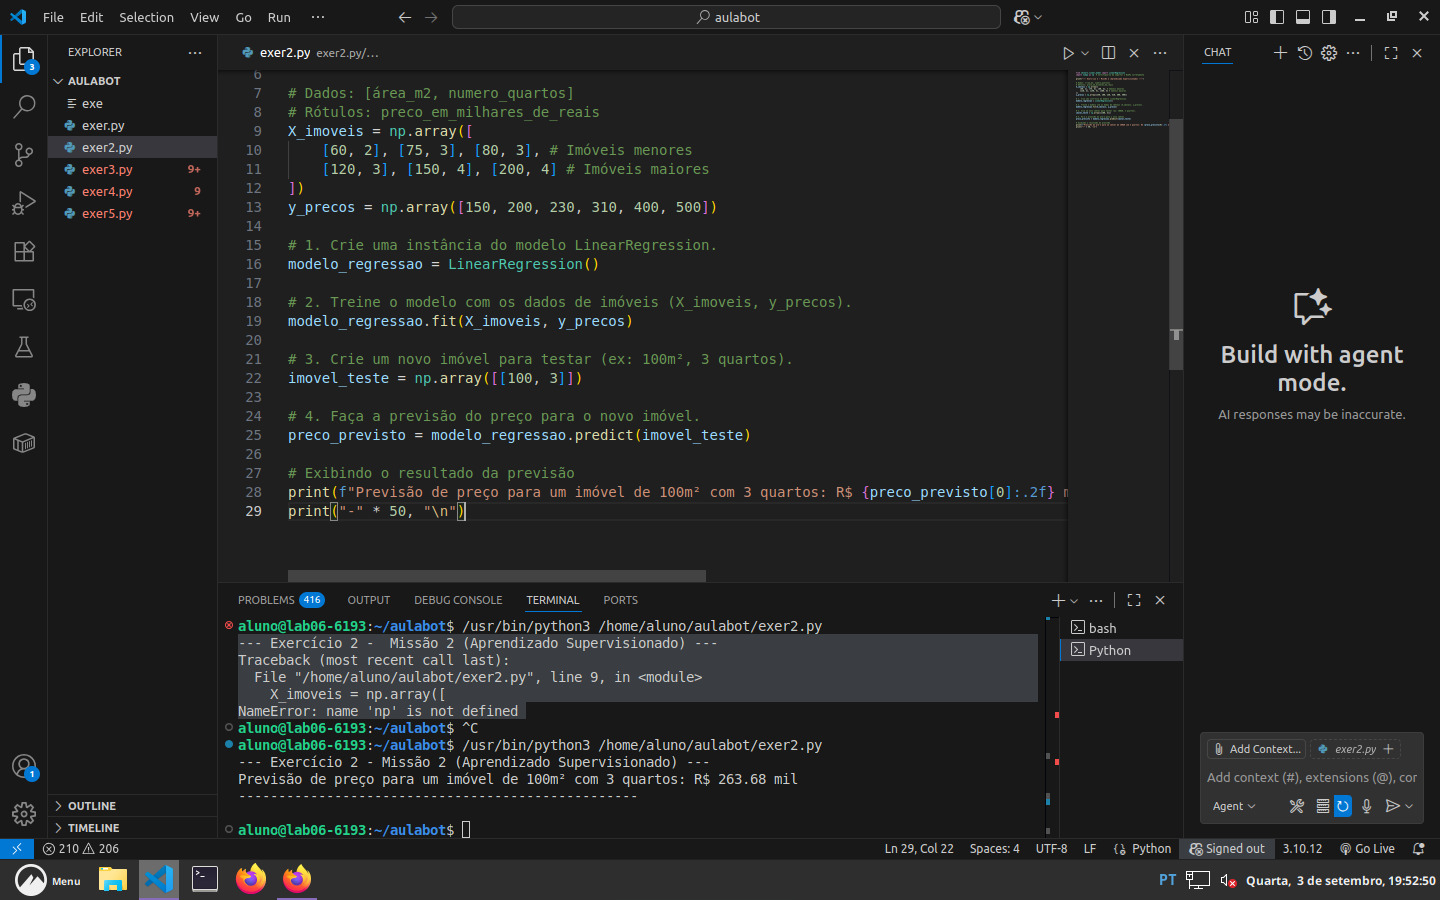 File Edit Selection View Go Run ··· aulabot
EXPLORER
AULABOT
exe
exer.py
exer2.py
exer3.py 9+
exer4.py 9
exer5.py 9+
OUTLINE
TIMELINE
3
1
exer2.py exer2.py/...
6
7 # Dados: [área_m2, numero_quartos]
8 # Rótulos: preco_em_milhares_de_reais
9 X_imoveis = np.array([
10 [60, 2], [75, 3], [80, 3], # Imóveis menores
11 [120, 3], [150, 4], [200, 4] # Imóveis maiores
12 ])
13 y_precos = np.array([150, 200, 230, 310, 400, 500])
14
15 # 1. Crie uma instância do modelo LinearRegression.
16 modelo_regressao = LinearRegression()
17
18 # 2. Treine o modelo com os dados de imóveis (X_imoveis, y_precos).
19 modelo_regressao.fit(X_imoveis, y_precos)
20
21 # 3. Crie um novo imóvel para testar (ex: 100m², 3 quartos).
22 imovel_teste = np.array([[100, 3]])
23
24 # 4. Faça a previsão do preço para o novo imóvel.
25 preco_previsto = modelo_regressao.predict(imovel_teste)
26
27 # Exibindo o resultado da previsão
28 print(f"Previsão de preço para um imóvel de 100m² com 3 quartos: R$ {preco_previsto[0]:.2f} m
29 print("-" * 50, "\n")
PROBLEMS 416 OUTPUT DEBUG CONSOLE TERMINAL PORTS
aluno@lab06-6193:~/aulabot$ /usr/bin/python3 /home/aluno/aulabot/exer2.py
--- Exercício 2 -  Missão 2 (Aprendizado Supervisionado) ---
Traceback (most recent call last):
File "/home/aluno/aulabot/exer2.py", line 9, in <module>
X_imoveis = np.array([
NameError: name 'np' is not defined
aluno@lab06-6193:~/aulabot$ ^C
aluno@lab06-6193:~/aulabot$ /usr/bin/python3 /home/aluno/aulabot/exer2.py
--- Exercício 2 - Missão 2 (Aprendizado Supervisionado) ---
Previsão de preço para um imóvel de 100m² com 3 quartos: R$ 263.68 mil
--------------------------------------------------
aluno@lab06-6193:~/aulabot$
bash
Python
CHAT
Build with agent
mode.
AI responses may be inaccurate.
Add Context... exer2.py
Add context (#), extensions (@), cor
Agent
210 206 Ln 29, Col 22 Spaces: 4 UTF-8 LF Python Signed out 3.10.12 Go Live
Menu PT Quarta, 3 de setembro, 19:52:50